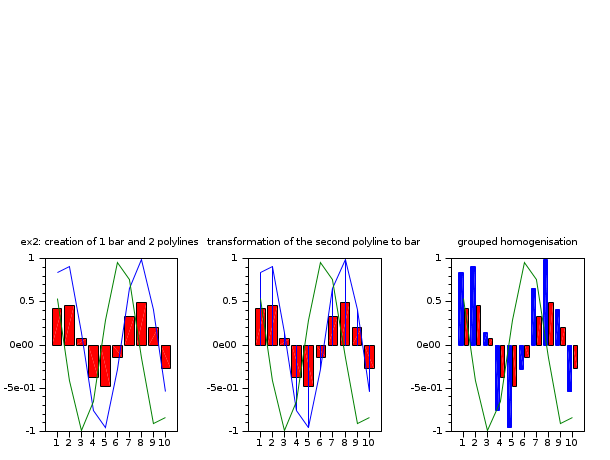 ex2: creation of 1 bar and 2 polylines transformation of the second polyline to bar grouped homogenisation
1 1 1
0.5 0.5 0.5
0e00 0e00 0e00
-5e-01 -5e-01 -5e-01
-1 -1 -1
1 2 3 4 5 6 7 8 9 10 1 2 3 4 5 6 7 8 9 10 1 2 3 4 5 6 7 8 9 10